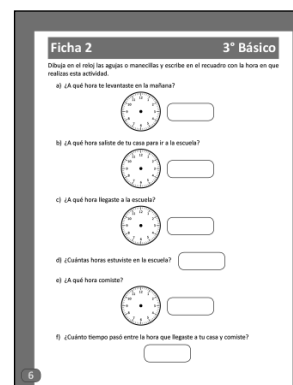 Ficha 2
3° Básico
Dibuja en el reloj las agujas o manecillas y escribe en el recuadro con la hora en que
realizas esta actividad.
a) ¿A qué hora te levantaste en la mañana?
b) ¿A qué hora saliste de tu casa para ir a la escuela?
c) ¿A qué hora llegaste a la escuela?
d) ¿Cuántas horas estuviste en la escuela?
e) ¿A qué hora comiste?
f) ¿Cuánto tiempo pasó entre la hora que llegaste a tu casa y comiste?
6